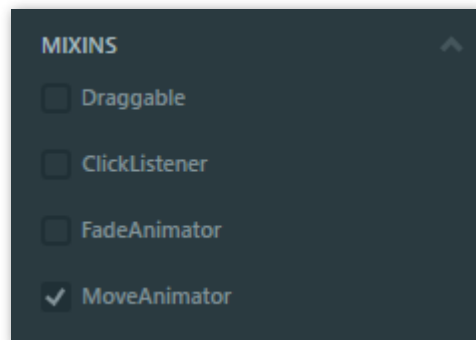 MIXINS
Draggable
ClickListener
FadeAnimator
MoveAnimator